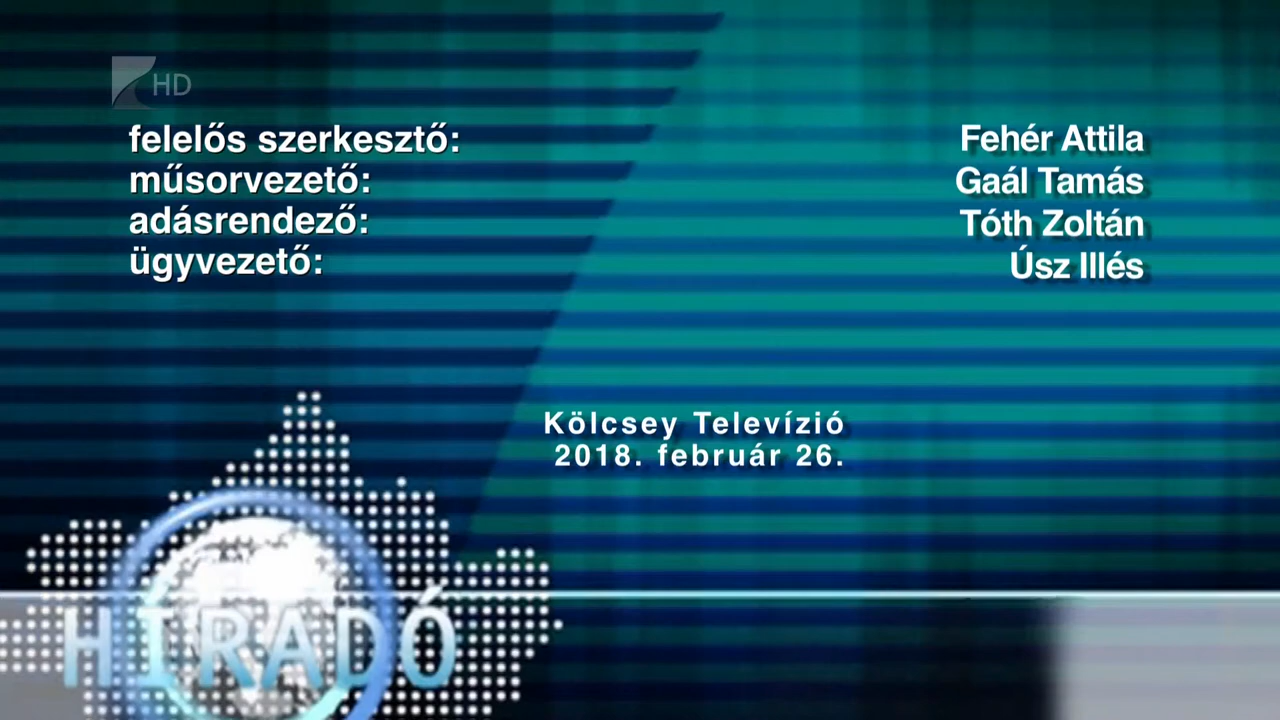 HD
felelős szerkesztő: Fehér Attila
műsorvezető: Gaál Tamás
adásrendező: Tóth Zoltán
ügyvezető: Úsz Illés
Kölcsey Televízió
2018. február 26.
HÍRADÓ